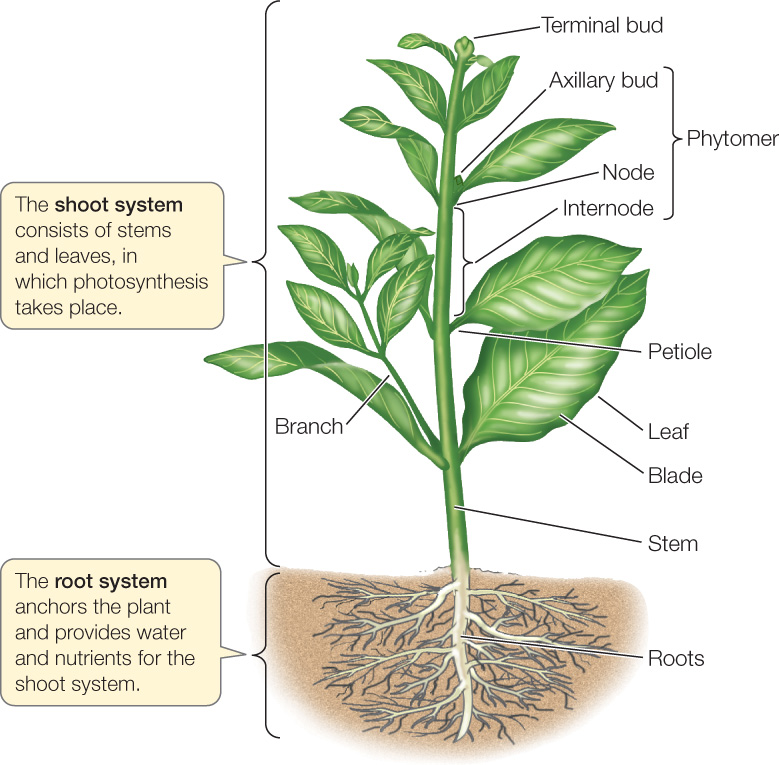 Terminal bud
Axillary bud
Phytomer
Node
Internode
The shoot system
consists of stems
and leaves, in
which photosynthesis
takes place.
Petiole
Branch
Leaf
Blade
Stem
The root system
anchors the plant
and provides water
and nutrients for the
shoot system.
Roots